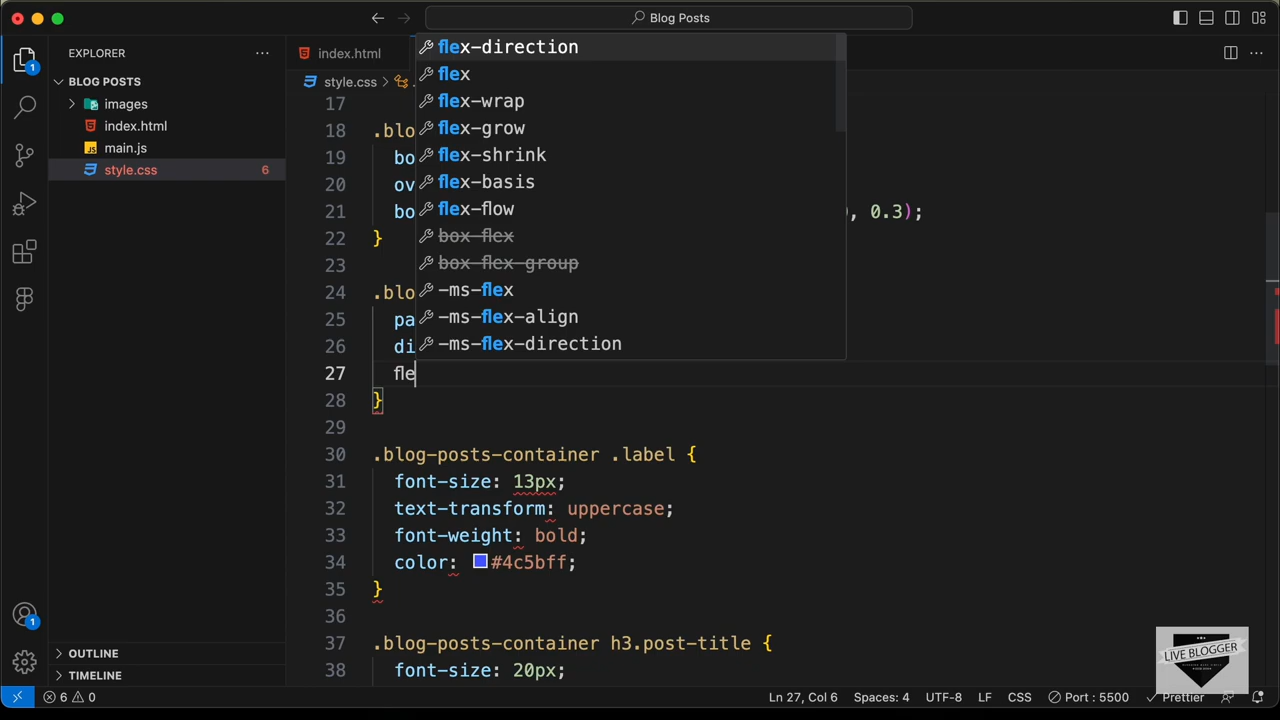 Blog Posts
EXPLORER
BLOG POSTS
images
index.html
main.js
style.css 6
OUTLINE
TIMELINE
index.html
style.css
flex-direction
flex
flex-wrap
flex-grow
flex-shrink
flex-basis
flex-flow
box-flex
box-flex-group
-ms-flex
-ms-flex-align
-ms-flex-direction
17
18 .blo
19 bo
20 ov
21 bo , 0.3);
22 }
23
24 .blo
25 pa
26 di
27 fle
28 }
29
30 .blog-posts-container .label {
31 font-size: 13px;
32 text-transform: uppercase;
33 font-weight: bold;
34 color: #4c5bff;
35 }
36
37 .blog-posts-container h3.post-title {
38 font-size: 20px;
1
1
6 0
Ln 27, Col 6 Spaces: 4 UTF-8 LF CSS Port : 5500 Prettier
LIVE BLOGGER